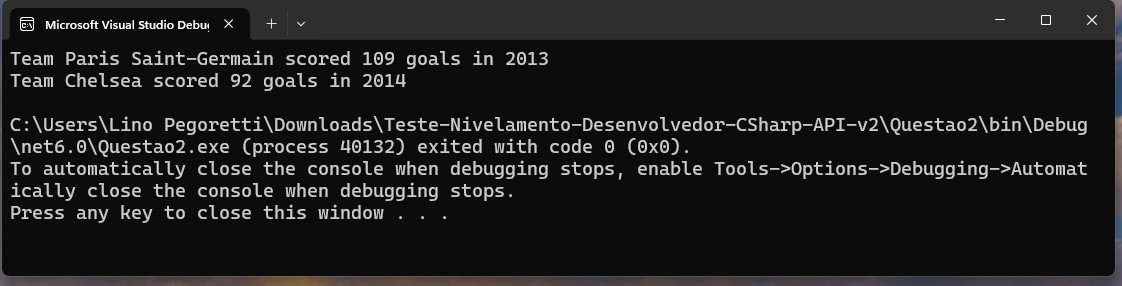 Microsoft Visual Studio Debug
Team Paris Saint-Germain scored 109 goals in 2013
Team Chelsea scored 92 goals in 2014
C:\Users\Lino Pegoretti\Downloads\Teste-Nivelamento-Desenvolvedor-CSharp-API-v2\Questao2\bin\Debug
\net6.0\Questao2.exe (process 40132) exited with code 0 (0x0).
To automatically close the console when debugging stops, enable Tools->Options->Debugging->Automat
ically close the console when debugging stops.
Press any key to close this window . . .